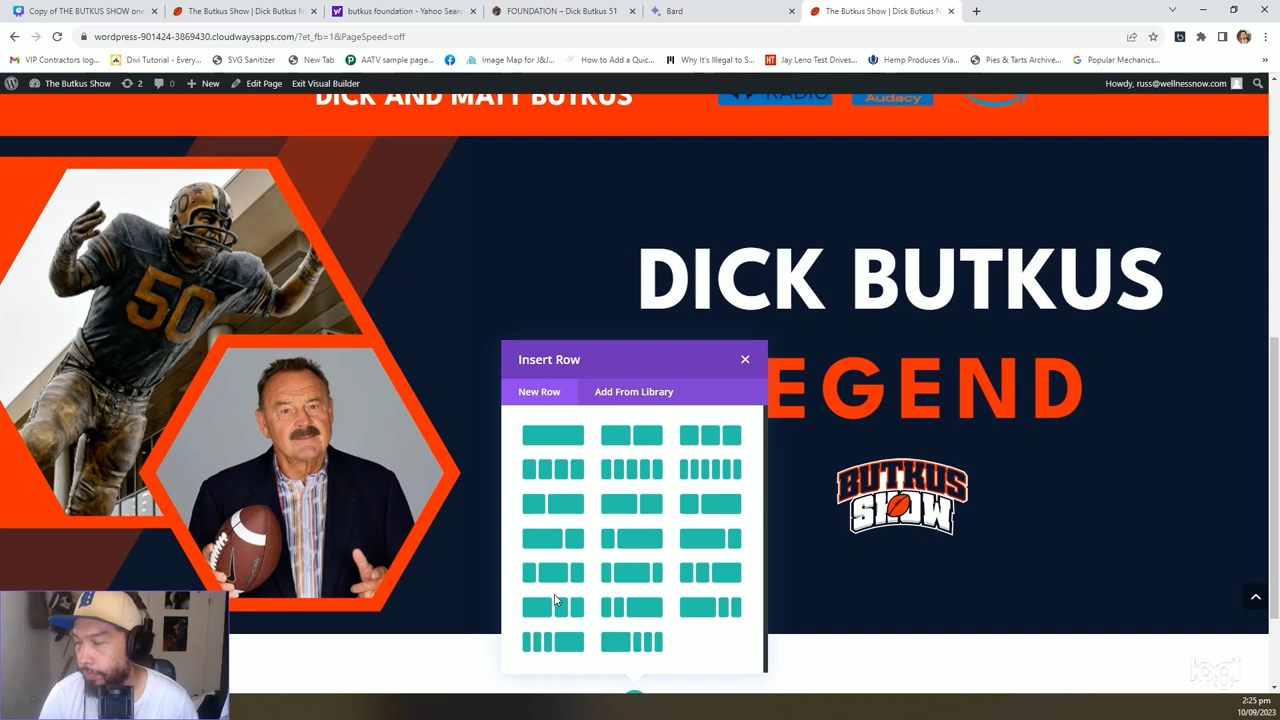 Copy of THE BUTKUS SHOW one
The Butkus Show | Dick Butkus N
butkus foundation - Yahoo Sear
FOUNDATION – Dick Butkus 51
Bard
The Butkus Show | Dick Butkus N
wordpress-901424-3869430.cloudwaysapps.com/?et_fb=1&PageSpeed=off
VIP Contractors log...
Divi Tutorial - Every...
SVG Sanitizer
New Tab
AATV sample report...
Image Map for J&J...
How to Add a Quic...
Why It's Illegal to S...
Jay Leno Test Drives...
Hemp Produces Via...
Pies & Tarts Archive...
Popular Mechanics...
The Butkus Show
2
0
New
Edit Page
Exit Visual Builder
Howdy, russ@wellnessnow.com
DICK AND MATT BUTKUS
RADIO
Audacy
50
DICK BUTKUS
EGEND
BUTKUS
SHOW
Insert Row
New Row
Add From Library
logi
2:25 pm
10/09/2023